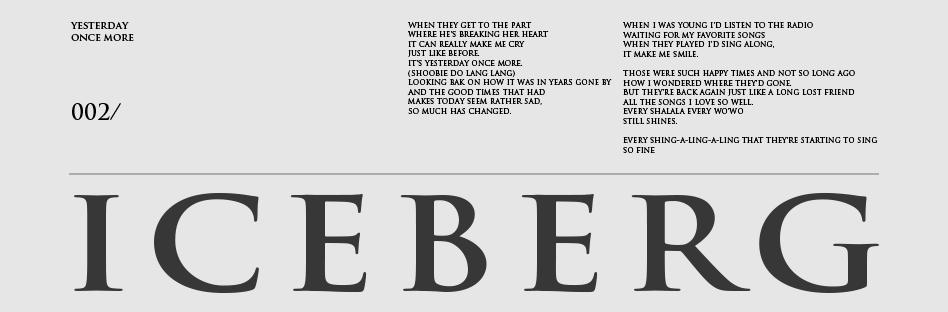 YESTERDAY
ONCE MORE
002/
WHEN THEY GET TO THE PART
WHERE HE'S BREAKING HER HEART
IT CAN REALLY MAKE ME CRY
JUST LIKE BEFORE.
IT'S YESTERDAY ONCE MORE.
(SHOOBIE DO LANG LANG)
LOOKING BAK ON HOW IT WAS IN YEARS GONE BY
AND THE GOOD TIMES THAT HAD
MAKES TODAY SEEM RATHER SAD,
SO MUCH HAS CHANGED.
WHEN I WAS YOUNG I'D LISTEN TO THE RADIO
WAITING FOR MY FAVORITE SONGS
WHEN THEY PLAYED I'D SING ALONG,
IT MAKE ME SMILE.
THOSE WERE SUCH HAPPY TIMES AND NOT SO LONG AGO
HOW I WONDERED WHERE THEY'D GONE.
BUT THEY'RE BACK AGAIN JUST LIKE A LONG LOST FRIEND
ALL THE SONGS I LOVE SO WELL.
EVERY SHALALA EVERY WO'WO
STILL SHINES.
EVERY SHING-A-LING-A-LING THAT THEY'RE STARTING TO SING
SO FINE
ICEBERG